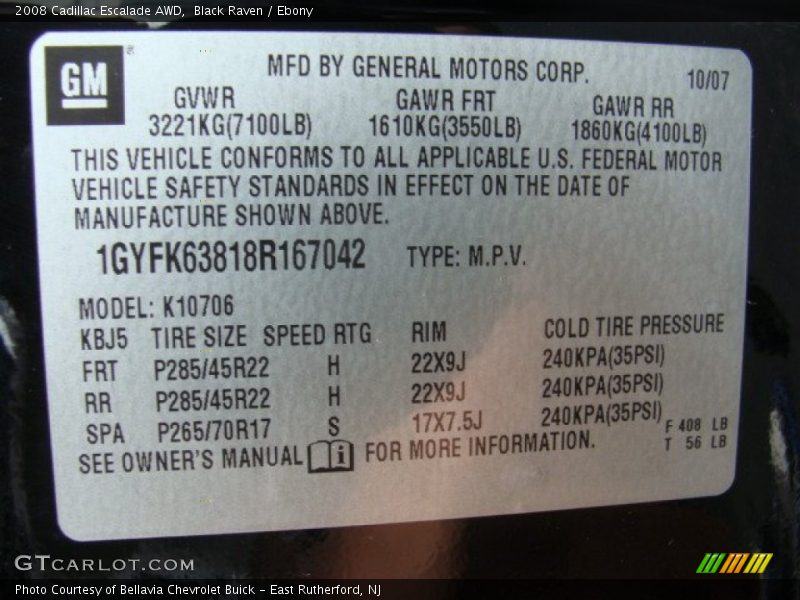 2008 Cadillac Escalade AWD,  Black Raven / Ebony
GM ®
MFD BY GENERAL MOTORS CORP.
10/07
GVWR GAWR FRT GAWR RR
3221KG(7100LB) 1610KG(3550LB) 1860KG(4100LB)
THIS VEHICLE CONFORMS TO ALL APPLICABLE U.S. FEDERAL MOTOR
VEHICLE SAFETY STANDARDS IN EFFECT ON THE DATE OF
MANUFACTURE SHOWN ABOVE.
1GYFK63818R167042 TYPE: M.P.V.
MODEL: K10706
KBJ5 TIRE SIZE SPEED RTG RIM COLD TIRE PRESSURE
FRT P285/45R22 H 22X9J 240KPA(35PSI)
RR P285/45R22 H 22X9J 240KPA(35PSI)
SPA P265/70R17 S 17X7.5J 240KPA(35PSI)
F 408 LB
T 56 LB
SEE OWNER'S MANUAL i FOR MORE INFORMATION.
GTCARLOT.COM
Photo Courtesy of Bellavia Chevrolet Buick - East Rutherford, NJ